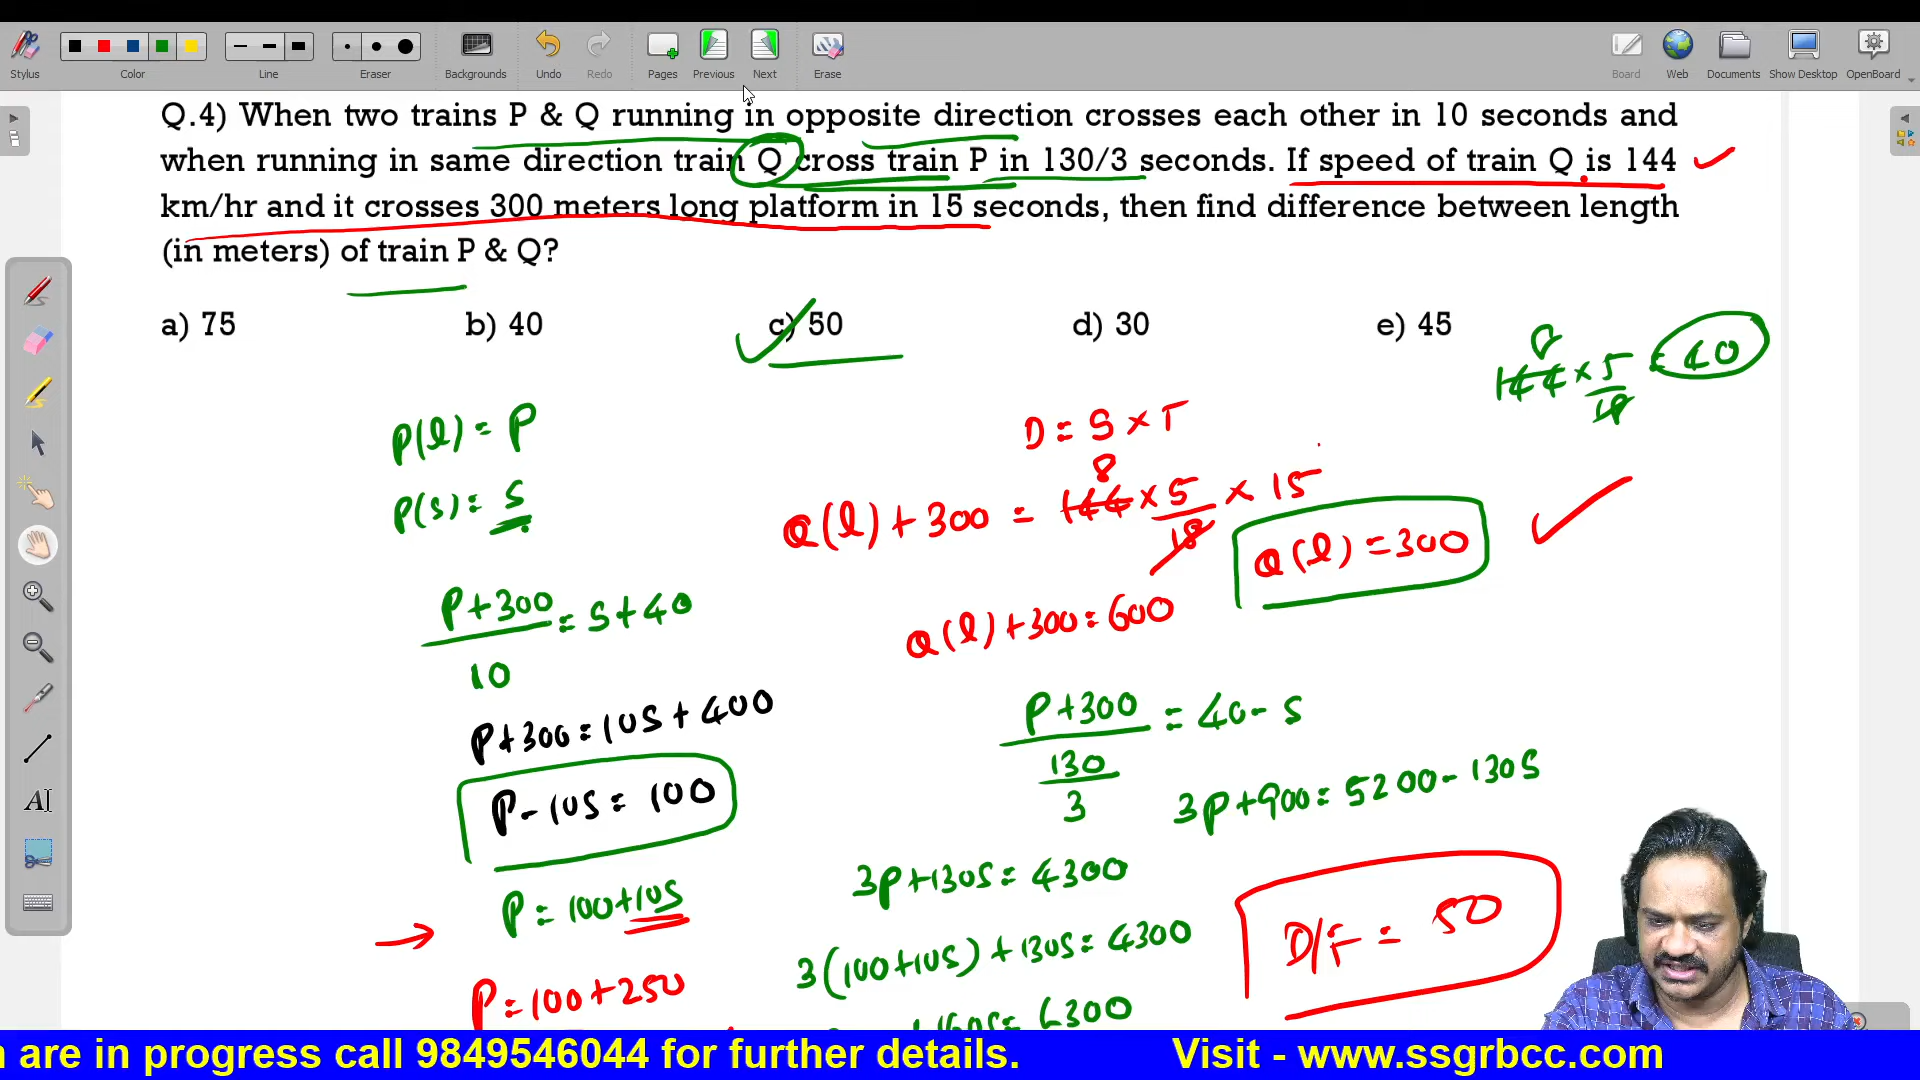 Stylus
Color
Line
Eraser
Backgrounds
Undo
Redo
Pages
Previous
Next
Erase
Board
Web
Documents
Show Desktop
OpenBoard
Q.4) When two trains P & Q running in opposite direction crosses each other in 10 seconds and
when running in same direction train Q cross train P in 130/3 seconds. If speed of train Q is 144
km/hr and it crosses 300 meters long platform in 15 seconds, then find difference between length
(in meters) of train P & Q?
a) 75 b) 40 c) 50 d) 30 e) 45
8
144 × 5/18 = 40
P(l) = P
P(s) = S
D = S × T
8
Q(l) + 300 = 144 × 5/18 × 15
Q(l) = 300
P+300/10 = S+40
Q(l)+300 = 600
P+300 = 10S + 400
P+300/130/3 = 40 - S
P - 10S = 100
3P+900 = 5200 - 130S
P = 100+10S
3P+130S = 4300
D/F = 50
3(100+10S) + 130S = 4300
P = 100+250
AI
are in progress call 9849546044 for further details. Visit - www.ssgrbcc.com